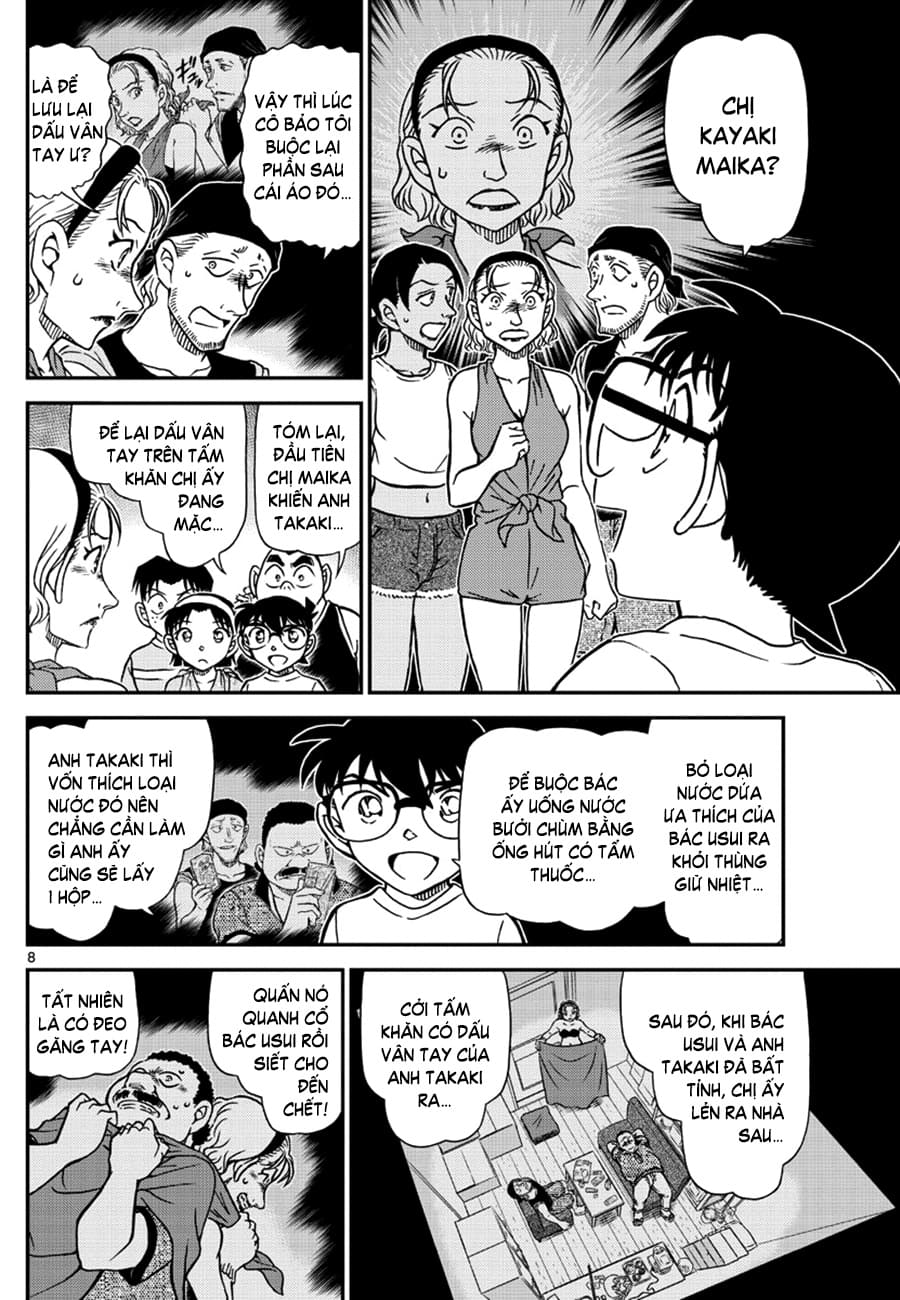 CHỊ
KAYAKI
MAIKA?
VẬY THÌ LÚC
CÔ BẢO TÔI
BUỘC LẠI
PHẦN SAU
CÁI ÁO ĐÓ...
LÀ ĐỂ
LƯU LẠI
DẤU VÂN
TAY Ư?
TÓM LẠI,
ĐẦU TIÊN
CHỊ MAIKA
KHIẾN ANH
TAKAKI...
ĐỂ LẠI DẤU VÂN
TAY TRÊN TẤM
KHĂN CHỊ ẤY
ĐANG
MẶC...
BỎ LOẠI
NƯỚC DỨA
ƯA THÍCH CỦA
BÁC USUI RA
KHỎI THÙNG
GIỮ NHIỆT...
ĐỂ BUỘC BÁC
ẤY UỐNG NƯỚC
BƯỞI CHÙM BẰNG
ỐNG HÚT CÓ TẨM
THUỐC...
ANH TAKAKI THÌ
VỐN THÍCH LOẠI
NƯỚC ĐÓ NÊN
CHẲNG CẦN LÀM
GÌ ANH ẤY
CŨNG SẼ LẤY
1 HỘP...
8
SAU ĐÓ, KHI BÁC
USUI VÀ ANH
TAKAKI ĐÃ BẤT
TỈNH, CHỊ ẤY
LẺN RA NHÀ
SAU...
CỞI TẤM
KHĂN CÓ DẤU
VÂN TAY CỦA
ANH TAKAKI
RA...
QUẤN NÓ
QUANH CỔ
BÁC USUI RỒI
SIẾT CHO
ĐẾN
CHẾT!
TẤT NHIÊN
LÀ CÓ ĐEO
GĂNG TAY!